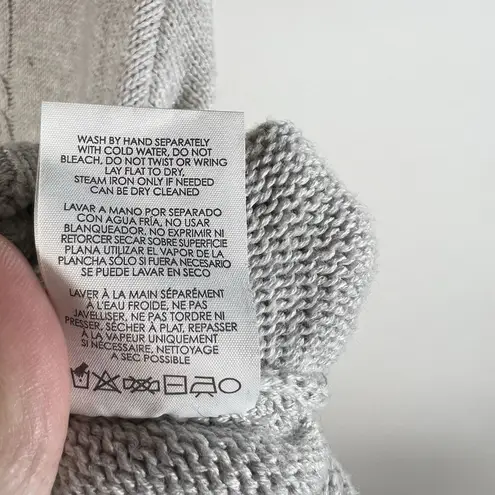 WASH BY HAND SEPARATELY
WITH COLD WATER, DO NOT
BLEACH, DO NOT TWIST OR WRING
LAY FLAT TO DRY,
STEAM IRON ONLY IF NEEDED
CAN BE DRY CLEANED
LAVAR A MANO POR SEPARADO
CON AGUA FRÍA, NO USAR
BLANQUEADOR, NO EXPRIMIR NI
RETORCER SECAR SOBRE SUPERFICIE
PLANA UTILIZAR EL VAPOR DE LA
PLANCHA SÓLO SI FUERA NECESARIO
SE PUEDE LAVAR EN SECO
LAVER À LA MAIN SÉPARÉMENT
À L'EAU FROIDE, NE PAS
JAVELLISER, NE PAS TORDRE NI
PRESSER, SÉCHER À PLAT, REPASSER
À LA VAPEUR UNIQUEMENT
SI NÉCESSAIRE, NETTOYAGE
A SEC POSSIBLE